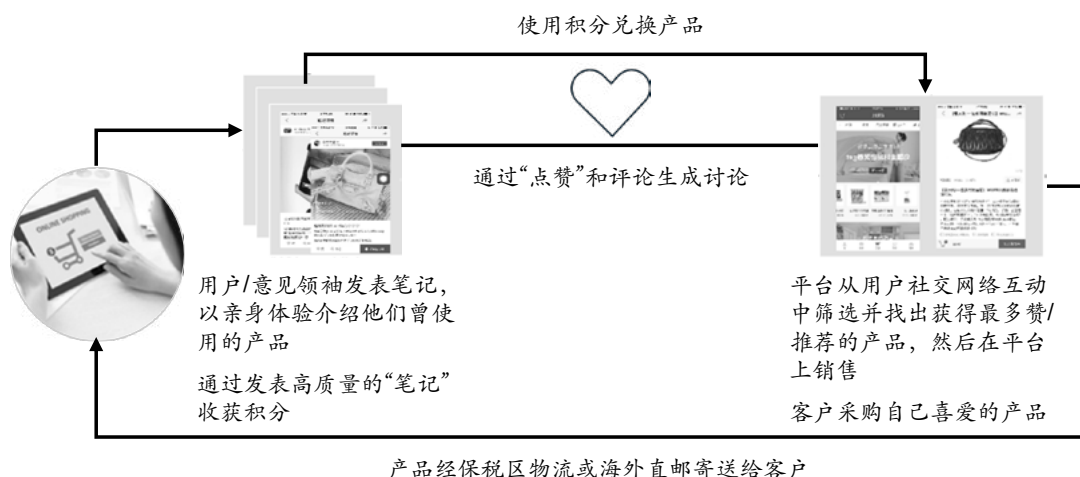 使用积分兑换产品
通过“点赞”和评论生成讨论
ONLINE SHOPPING
用户/意见领袖发表笔记，
以亲身体验介绍他们曾使
用的产品
通过发表高质量的“笔记”
收获积分
平台从用户社交网络互动
中筛选并找出获得最多赞/
推荐的产品，然后在平台
上销售
客户采购自己喜爱的产品
产品经保税区物流或海外直邮寄送给客户